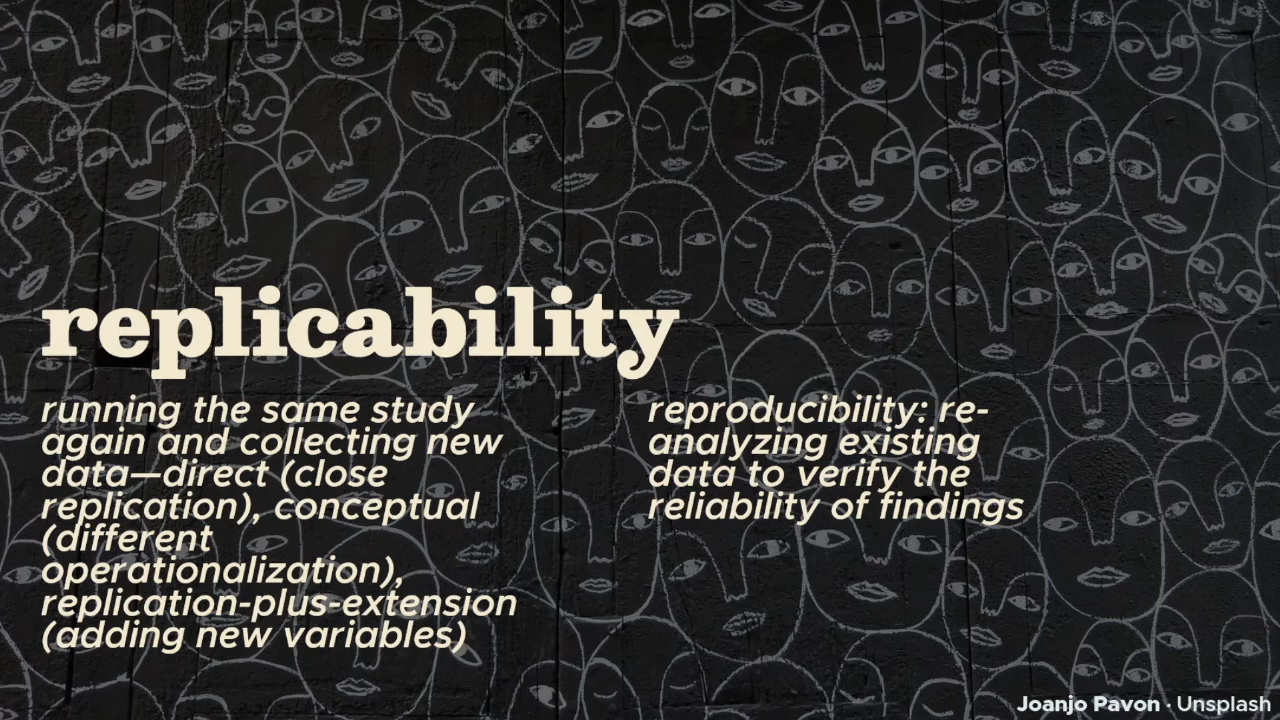 replicability
running the same study
again and collecting new
data—direct (close
replication), conceptual
(different
operationalization),
replication-plus-extension
(adding new variables)
reproducibility: re-
analyzing existing
data to verify the
reliability of findings
Joanjo Pavon · Unsplash